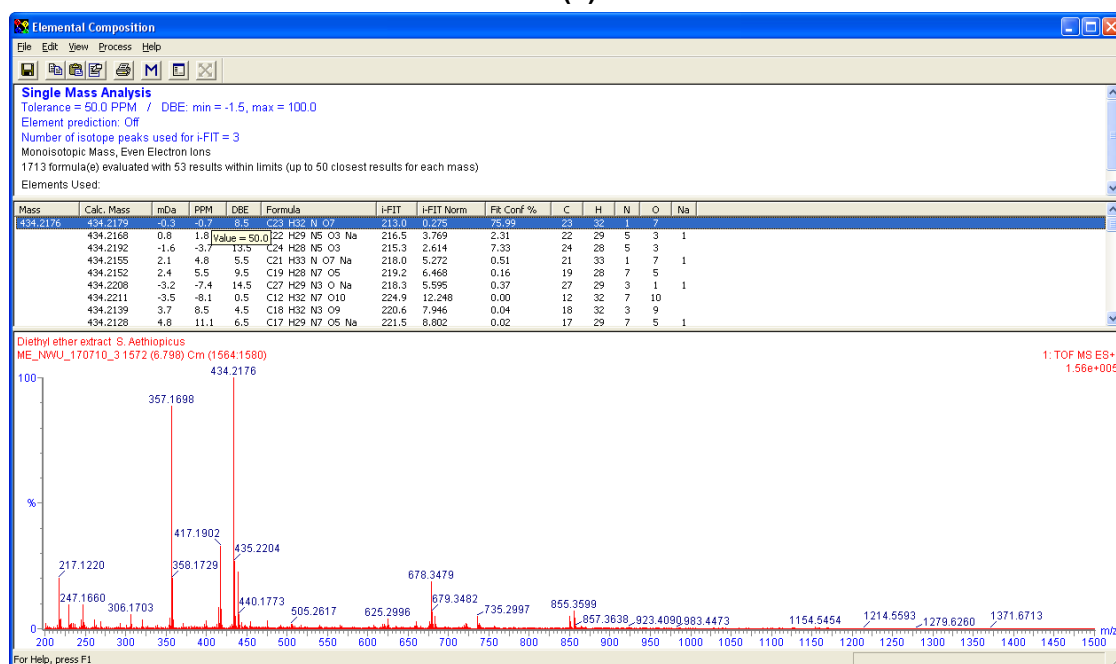 Elemental Composition
File Edit View Process Help
M
Single Mass Analysis
Tolerance = 50.0 PPM / DBE: min = -1.5, max = 100.0
Element prediction: Off
Number of isotope peaks used for i-FIT = 3
Monoisotopic Mass, Even Electron Ions
1713 formula(e) evaluated with 53 results within limits (up to 50 closest results for each mass)
Elements Used:
Mass Calc. Mass mDa PPM DBE Formula i-FIT i-FIT Norm Fit Conf % C H N O Na
434.2176 434.2179 -0.3 -0.7 8.5 C23 H32 N O7 213.0 0.275 75.99 23 32 1 7
434.2168 0.8 1.8 Value = 50.0 22 H29 N5 O3 Na 216.5 3.769 2.31 22 29 5 3 1
434.2192 -1.6 -3.7 13.5 C24 H28 N5 O3 215.3 2.614 7.33 24 28 5 3
434.2155 2.1 4.8 5.5 C21 H33 N O7 Na 218.0 5.272 0.51 21 33 1 7 1
434.2152 2.4 5.5 9.5 C19 H28 N7 O5 219.2 6.468 0.16 19 28 7 5
434.2208 -3.2 -7.4 14.5 C27 H29 N3 O Na 218.3 5.595 0.37 27 29 3 1 1
434.2211 -3.5 -8.1 0.5 C12 H32 N7 O10 224.9 12.248 0.00 12 32 7 10
434.2139 3.7 8.5 4.5 C18 H32 N3 O9 220.6 7.946 0.04 18 32 3 9
434.2128 4.8 11.1 6.5 C17 H29 N7 O5 Na 221.5 8.802 0.02 17 29 7 5 1
Diethyl ether extract S. Aethiopicus
ME_NWU_170710_3 1572 (6.798) Cm (1564:1580)
1: TOF MS ES+
1.56e+005
100
434.2176
357.1698
%
417.1902
435.2204
217.1220
358.1729
678.3479
247.1660
306.1703
440.1773
505.2617
625.2996
679.3482
735.2997
855.3599
857.3638
923.4090
983.4473
1154.5454
1214.5593
1279.6260
1371.6713
0
m/z
200 250 300 350 400 450 500 550 600 650 700 750 800 850 900 950 1000 1050 1100 1150 1200 1250 1300 1350 1400 1450 1500
For Help, press F1